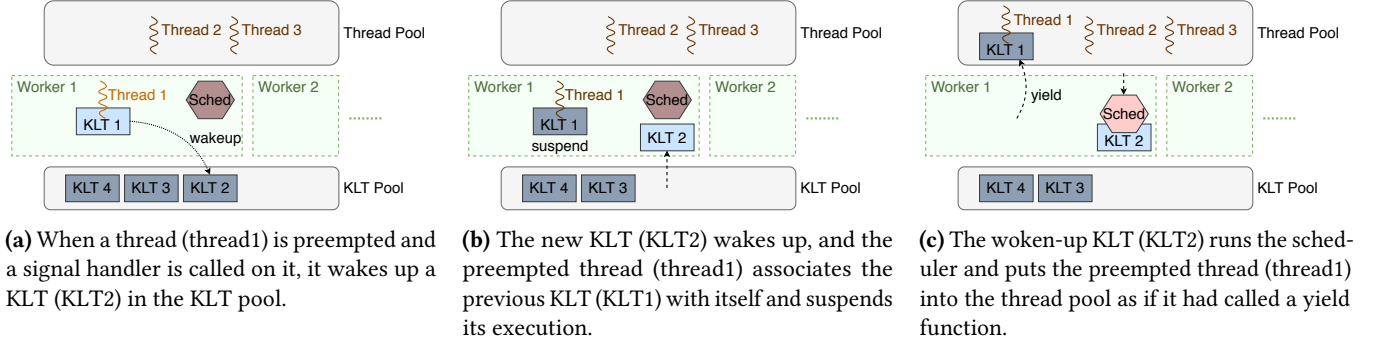 Thread 2 Thread 3 Thread Pool
Worker 1 Worker 2
Thread 1 Sched
KLT 1
wakeup
KLT 4 KLT 3 KLT 2 KLT Pool
(a) When a thread (thread1) is preempted and
a signal handler is called on it, it wakes up a
KLT (KLT2) in the KLT pool.
Thread 2 Thread 3 Thread Pool
Worker 1 Worker 2
Thread 1 Sched
KLT 1
KLT 2
suspend
KLT 4 KLT 3 KLT Pool
(b) The new KLT (KLT2) wakes up, and the
preempted thread (thread1) associates the
previous KLT (KLT1) with itself and suspends
its execution.
Thread 1
Thread 2 Thread 3 Thread Pool
KLT 1
Worker 1 Worker 2
yield
Sched
KLT 2
KLT 4 KLT 3 KLT Pool
(c) The woken-up KLT (KLT2) runs the sched-
uler and puts the preempted thread (thread1)
into the thread pool as if it had called a yield
function.